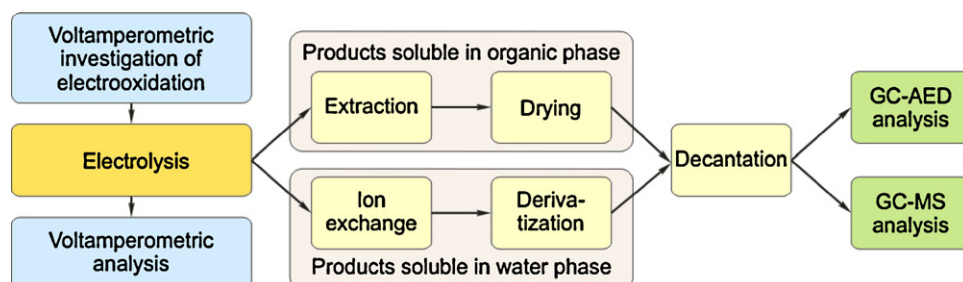 Voltamperometric
investigation of
electrooxidation
Electrolysis
Voltamperometric
analysis
Products soluble in organic phase
Extraction
Drying
Ion
exchange
Deriva-
tization
Products soluble in water phase
Decantation
GC-AED
analysis
GC-MS
analysis